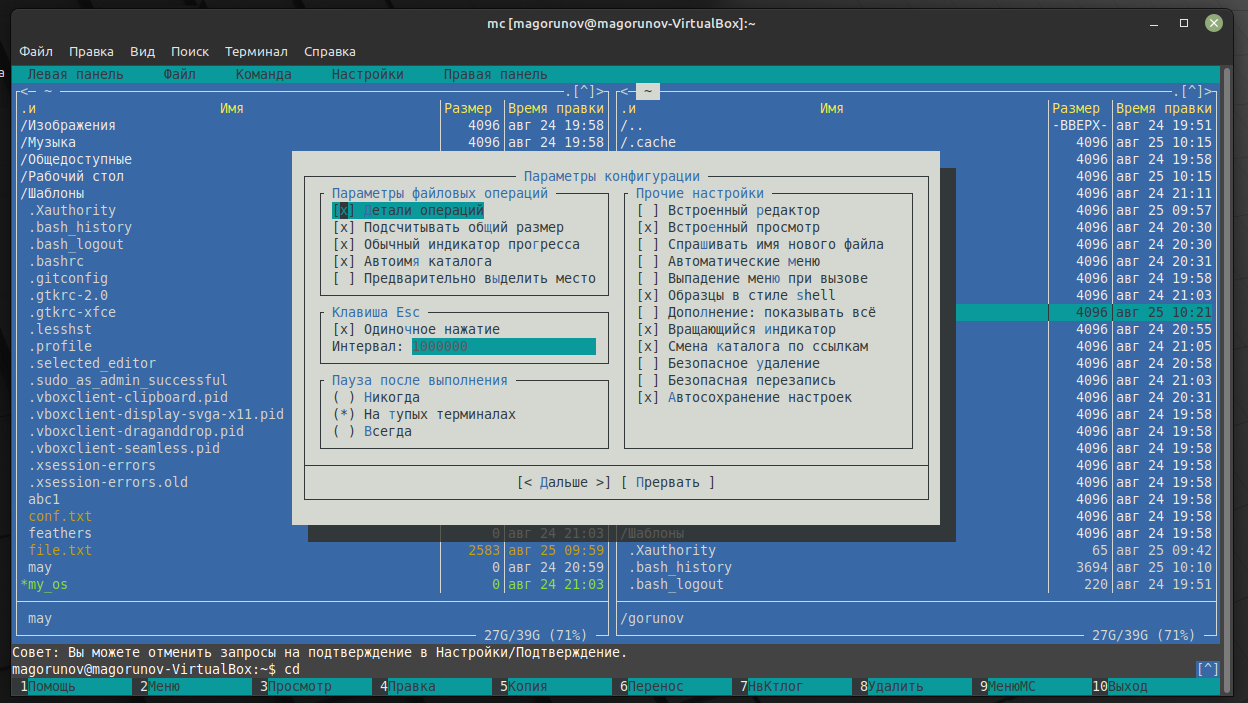 mc [magorunov@magorunov-VirtualBox]:~
Файл Правка Вид Поиск Терминал Справка
Левая панель Файл Команда Настройки Правая панель
<─ ~ .[^]> <─ ~ .[^]>
.и Имя Размер Время правки .и Имя Размер Время правки
/Изображения 4096 авг 24 19:58 /.. -ВВЕРХ- авг 24 19:51
/Музыка 4096 авг 24 19:58 /.cache 4096 авг 25 10:15
/Общедоступные 4096 авг 24 19:58
/Рабочий стол Параметры конфигурации 4096 авг 25 10:15
/Шаблоны Параметры файловых операций Прочие настройки 4096 авг 24 21:11
.Xauthority [x] Детали операций [ ] Встроенный редактор 4096 авг 25 09:57
.bash_history [x] Подсчитывать общий размер [x] Встроенный просмотр 4096 авг 24 20:30
.bash_logout [x] Обычный индикатор прогресса [ ] Спрашивать имя нового файла 4096 авг 24 20:30
.bashrc [x] Автоимя каталога [ ] Автоматические меню 4096 авг 24 20:31
.gitconfig [ ] Предварительно выделить место [ ] Выпадение меню при вызове 4096 авг 24 19:58
.gtkrc-2.0 [x] Образцы в стиле shell 4096 авг 24 21:03
.gtkrc-xfce Клавиша Esc [ ] Дополнение: показывать всё 4096 авг 25 10:21
.lesshst [x] Одиночное нажатие [x] Вращающийся индикатор 4096 авг 24 20:55
.profile Интервал: 1000000 [x] Смена каталога по ссылкам 4096 авг 24 21:05
.selected_editor [ ] Безопасное удаление 4096 авг 24 20:58
.sudo_as_admin_successful Пауза после выполнения [ ] Безопасная перезапись 4096 авг 24 21:03
.vboxclient-clipboard.pid ( ) Никогда [x] Автосохранение настроек 4096 авг 24 20:31
.vboxclient-display-svga-x11.pid (*) На тупых терминалах 4096 авг 24 19:58
.vboxclient-draganddrop.pid ( ) Всегда 4096 авг 24 19:58
.vboxclient-seamless.pid 4096 авг 24 19:58
.xsession-errors 4096 авг 24 19:58
.xsession-errors.old [< Дальше >] [ Прервать ] 4096 авг 24 19:58
abc1 4096 авг 24 19:58
conf.txt 4096 авг 24 19:58
feathers 0 авг 24 21:03 /Шаблоны 4096 авг 24 19:58
file.txt 2583 авг 25 09:59 .Xauthority 65 авг 25 09:42
may 0 авг 24 20:59 .bash_history 3694 авг 25 10:10
*my_os 0 авг 24 21:03 .bash_logout 220 авг 24 19:51
may /gorunov
27G/39G (71%) 27G/39G (71%)
Совет: Вы можете отменить запросы на подтверждение в Настройки/Подтверждение.
magorunov@magorunov-VirtualBox:~$ cd [^]
1Помощь 2Меню 3Просмотр 4Правка 5Копия 6Перенос 7НвКтлог 8Удалить 9МенюМС 10Выход